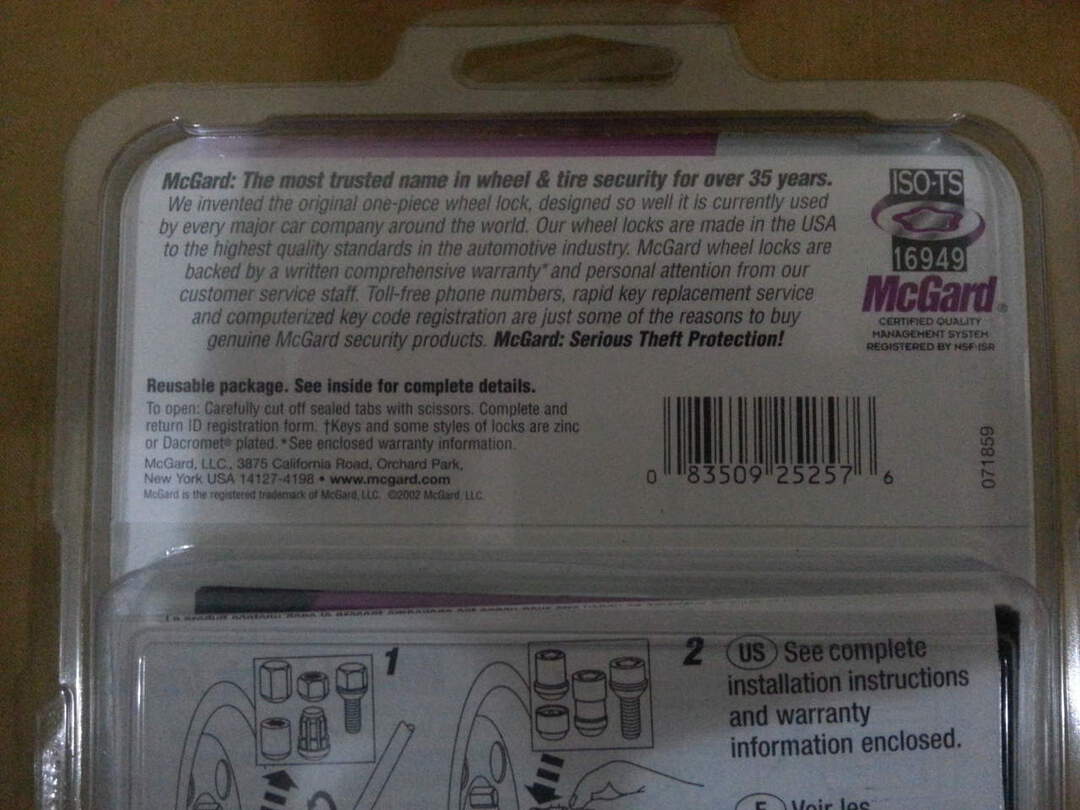 McGard: The most trusted name in wheel & tire security for over 35 years.
We invented the original one-piece wheel lock, designed so well it is currently used
by every major car company around the world. Our wheel locks are made in the USA
to the highest quality standards in the automotive industry. McGard wheel locks are
backed by a written comprehensive warranty* and personal attention from our
customer service staff. Toll-free phone numbers, rapid key replacement service
and computerized key code registration are just some of the reasons to buy
genuine McGard security products. McGard: Serious Theft Protection!
ISO-TS
16949
McGard®
CERTIFIED QUALITY
MANAGEMENT SYSTEM
REGISTERED BY NSF-ISR
Reusable package. See inside for complete details.
To open: Carefully cut off sealed tabs with scissors. Complete and
return ID registration form. †Keys and some styles of locks are zinc
or Dacromet® plated. *See enclosed warranty information.
McGard, LLC., 3875 California Road, Orchard Park,
New York USA 14127-4198 • www.mcgard.com
McGard is the registered trademark of McGard, LLC. ©2002 McGard, LLC.
0 83509 25257 6
071859
1
2
US See complete
installation instructions
and warranty
information enclosed.
F Voir les